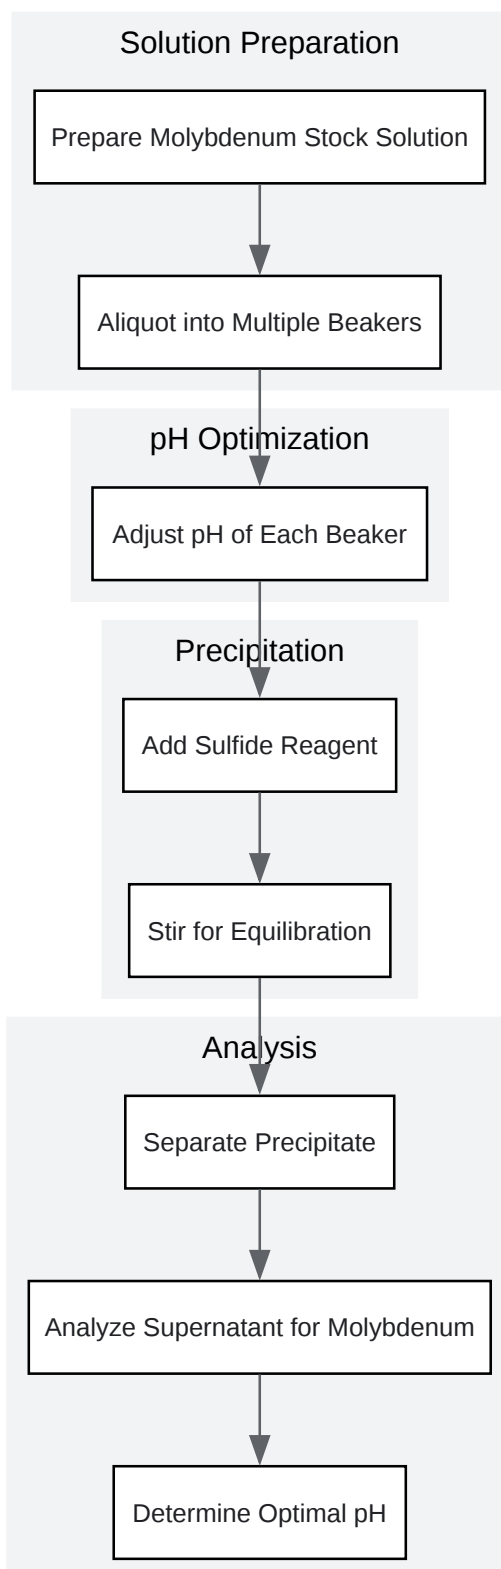 Solution Preparation
Prepare Molybdenum Stock Solution
Aliquot into Multiple Beakers
pH Optimization
Adjust pH of Each Beaker
Precipitation
Add Sulfide Reagent
Stir for Equilibration
Analysis
Separate Precipitate
Analyze Supernatant for Molybdenum
Determine Optimal pH